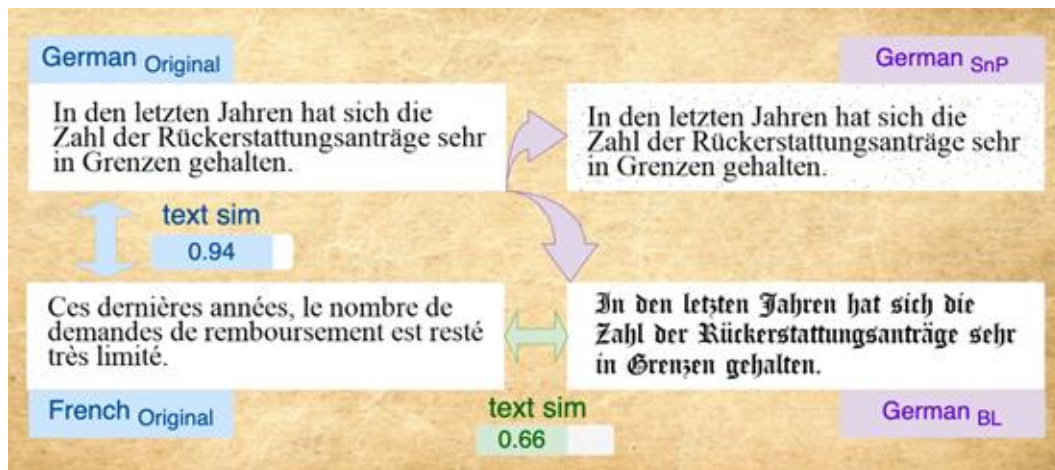 German Original
In den letzten Jahren hat sich die
Zahl der Rückerstattungsanträge sehr
in Grenzen gehalten.
German SnP
In den letzten Jahren hat sich die
Zahl der Rückerstattungsanträge sehr
in Grenzen gehalten.
text sim
0.94
Ces dernières années, le nombre de
demandes de remboursement est resté
très limité.
French Original
In den letzten Jahren hat sich die
Zahl der Rückerstattungsanträge sehr
in Grenzen gehalten.
German BL
text sim
0.66